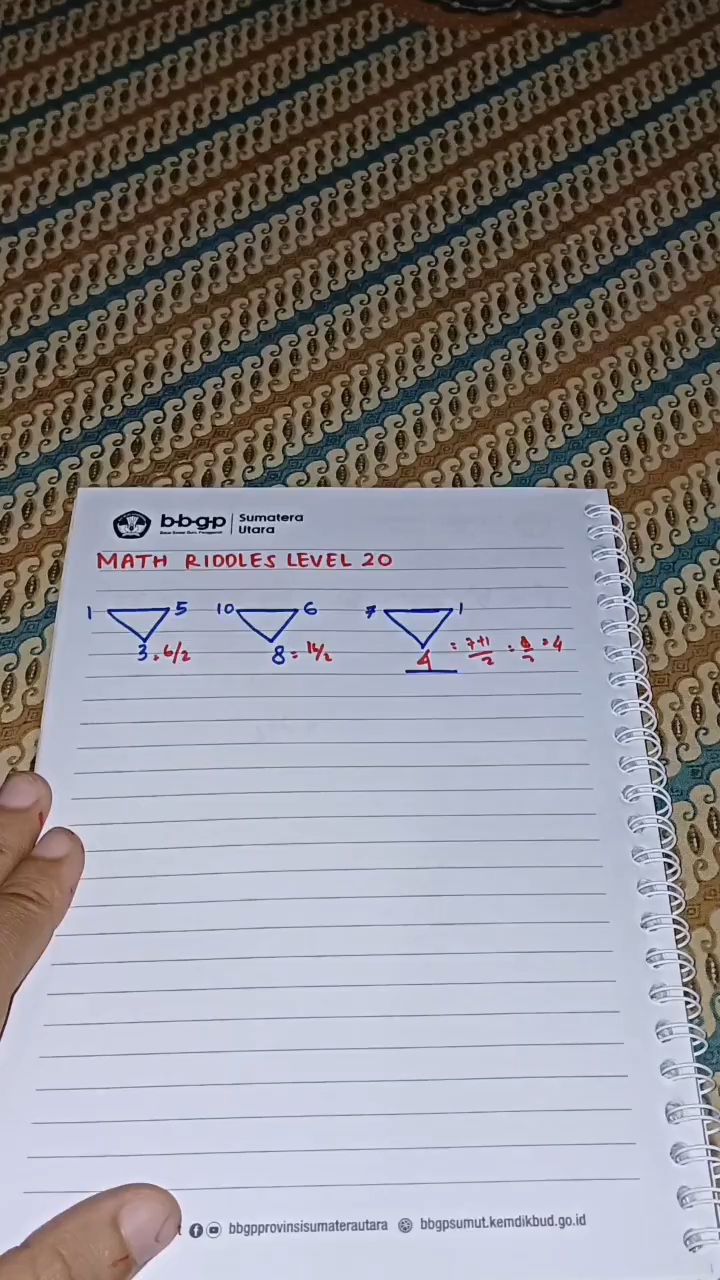 b·b·g·p Sumatera
Utara
MATH RIDDLES LEVEL 20
1 5 10 6 7 1
3 = 6/2 8 = 16/2 4 = 7+1/2 = 8/2 = 4
bbgpprovinsisumaterautara bbgpsumut.kemdikbud.go.id